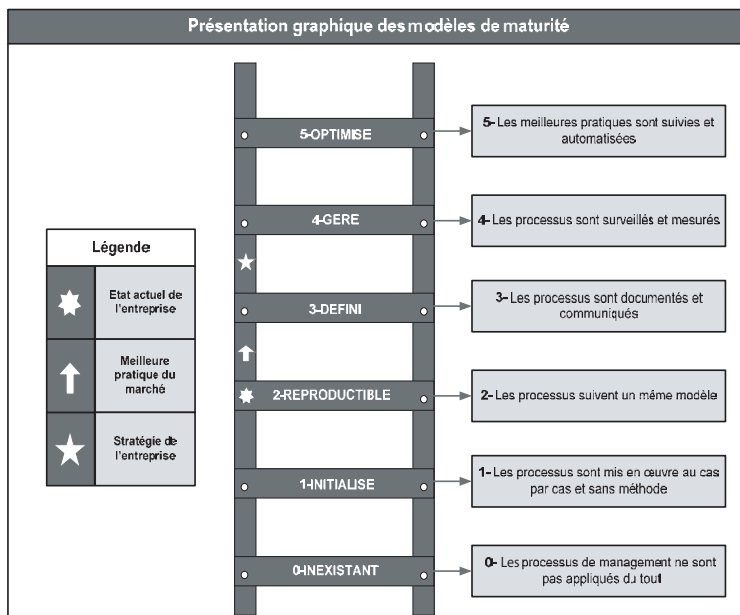 Présentation graphique des modèles de maturité
5-OPTIMISE
5- Les meilleures pratiques sont suivies et
automatisées
4-GERE
4- Les processus sont surveillés et mesurés
Légende
Etat actuel de
l'entreprise
Meilleure
pratique du
marché
Stratégie de
l'entreprise
3-DEFINI
3- Les processus sont documentés et
communiqués
2-REPRODUCTIBLE
2- Les processus suivent un même modèle
1-INITIALISE
1- Les processus sont mis en œuvre au cas
par cas et sans méthode
0-INEXISTANT
0- Les processus de management ne sont
pas appliqués du tout